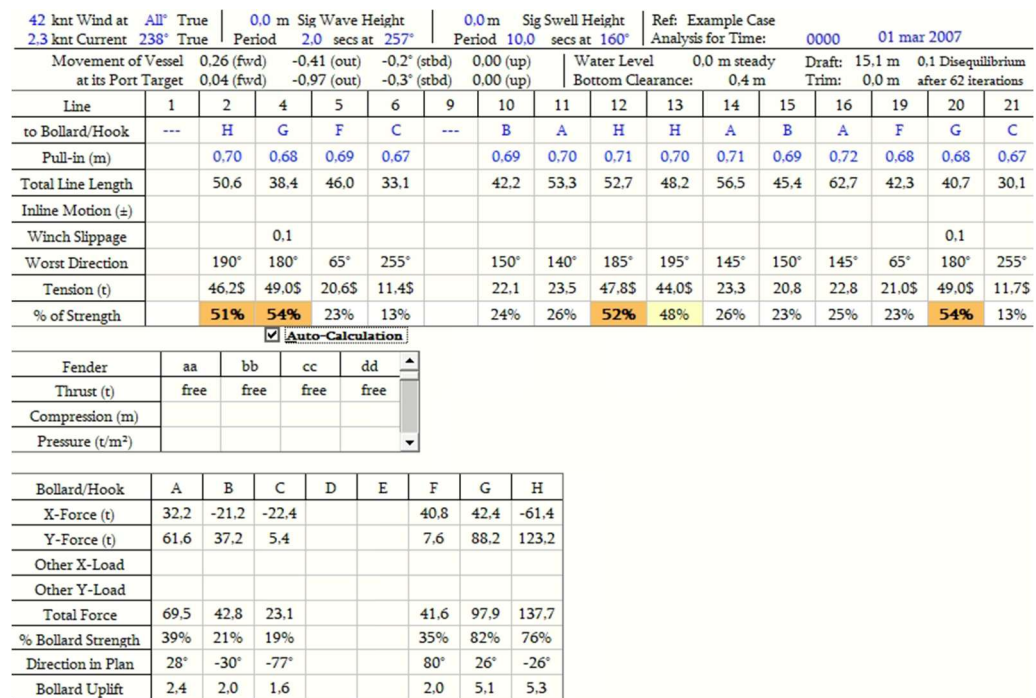 42 knt Wind at All° True 0,0 m Sig Wave Height 0,0 m Sig Swell Height Ref: Example Case
2,3 knt Current 238° True Period 2,0 secs at 257° Period 10,0 secs at 160° Analysis for Time: 0000 01 mar 2007
Movement of Vessel 0,26 (fwd) -0,41 (out) -0,2° (stbd) 0,00 (up) Water Level 0,0 m steady Draft: 15,1 m 0,1 Disequilibrium
at its Port Target 0,04 (fwd) -0,97 (out) -0,3° (stbd) 0,00 (up) Bottom Clearance: 0,4 m Trim: 0,0 m after 62 iterations
Line 1 2 4 5 6 9 10 11 12 13 14 15 16 19 20 21
to Bollard/Hook --- H G F C --- B A H H A B A F G C
Pull-in (m) 0,70 0,68 0,69 0,67 0,69 0,70 0,71 0,70 0,71 0,69 0,72 0,68 0,68 0,67
Total Line Length 50,6 38,4 46,0 33,1 42,2 53,3 52,7 48,2 56,5 45,4 62,7 42,3 40,7 30,1
Inline Motion (±)
Winch Slippage 0,1 0,1
Worst Direction 190° 180° 65° 255° 150° 140° 185° 195° 145° 150° 145° 65° 180° 255°
Tension (t) 46,2$ 49,0$ 20,6$ 11,4$ 22,1 23,5 47,8$ 44,0$ 23,3 20,8 22,8 21,0$ 49,0$ 11,7$
% of Strength 51% 54% 23% 13% 24% 26% 52% 48% 26% 23% 25% 23% 54% 13%
Auto-Calculation
Fender aa bb cc dd
Thrust (t) free free free free
Compression (m)
Pressure (t/m²)
Bollard/Hook A B C D E F G H
X-Force (t) 32,2 -21,2 -22,4 40,8 42,4 -61,4
Y-Force (t) 61,6 37,2 5,4 7,6 88,2 123,2
Other X-Load
Other Y-Load
Total Force 69,5 42,8 23,1 41,6 97,9 137,7
% Bollard Strength 39% 21% 19% 35% 82% 76%
Direction in Plan 28° -30° -77° 80° 26° -26°
Bollard Uplift 2,4 2,0 1,6 2,0 5,1 5,3